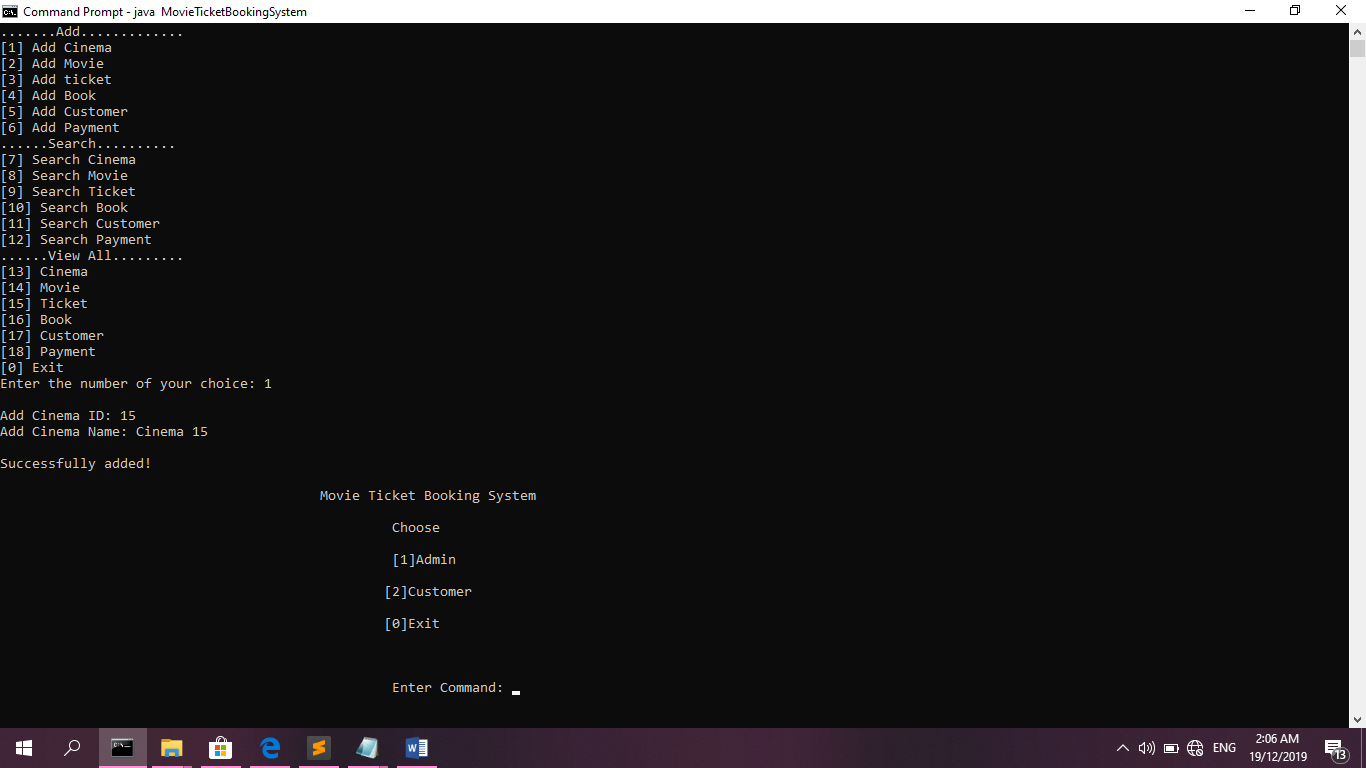 Command Prompt - java  MovieTicketBookingSystem
.......Add.............
[1] Add Cinema
[2] Add Movie
[3] Add ticket
[4] Add Book
[5] Add Customer
[6] Add Payment
......Search..........
[7] Search Cinema
[8] Search Movie
[9] Search Ticket
[10] Search Book
[11] Search Customer
[12] Search Payment
......View All.........
[13] Cinema
[14] Movie
[15] Ticket
[16] Book
[17] Customer
[18] Payment
[0] Exit
Enter the number of your choice: 1
Add Cinema ID: 15
Add Cinema Name: Cinema 15
Successfully added!
Movie Ticket Booking System
Choose
[1]Admin
[2]Customer
[0]Exit
Enter Command:
ENG
2:06 AM
19/12/2019
13